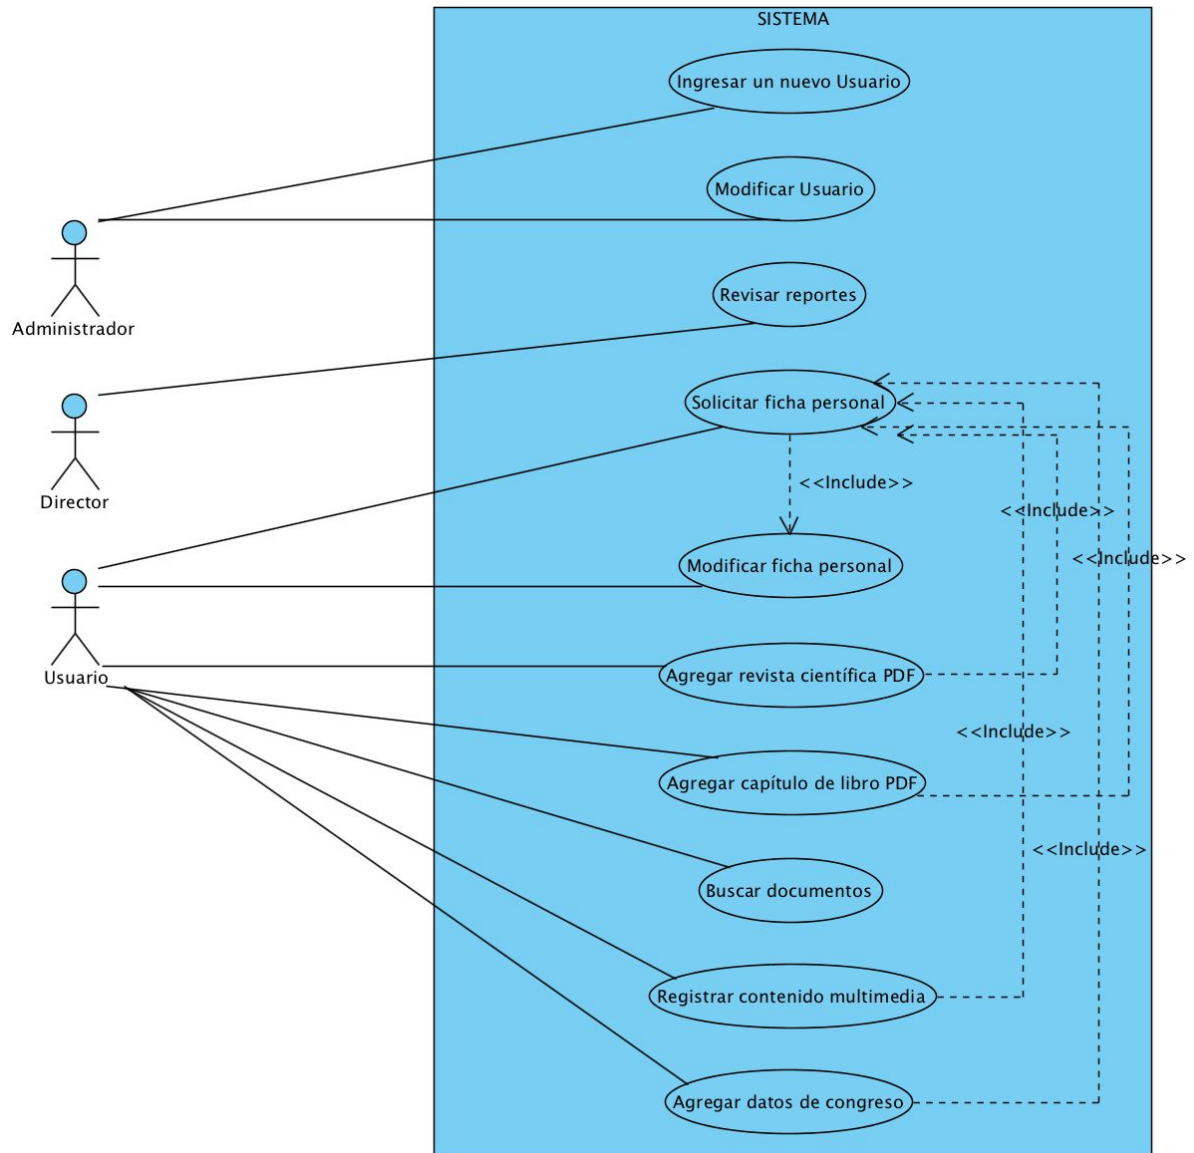 SISTEMA
Ingresar un nuevo Usuario
Modificar Usuario
Administrador
Revisar reportes
Director
Solicitar ficha personal
<<Include>>
<<Include>>
<<Include>>
Modificar ficha personal
Usuario
Agregar revista científica PDF
<<Include>>
Agregar capítulo de libro PDF
<<Include>>
Buscar documentos
Registrar contenido multimedia
Agregar datos de congreso